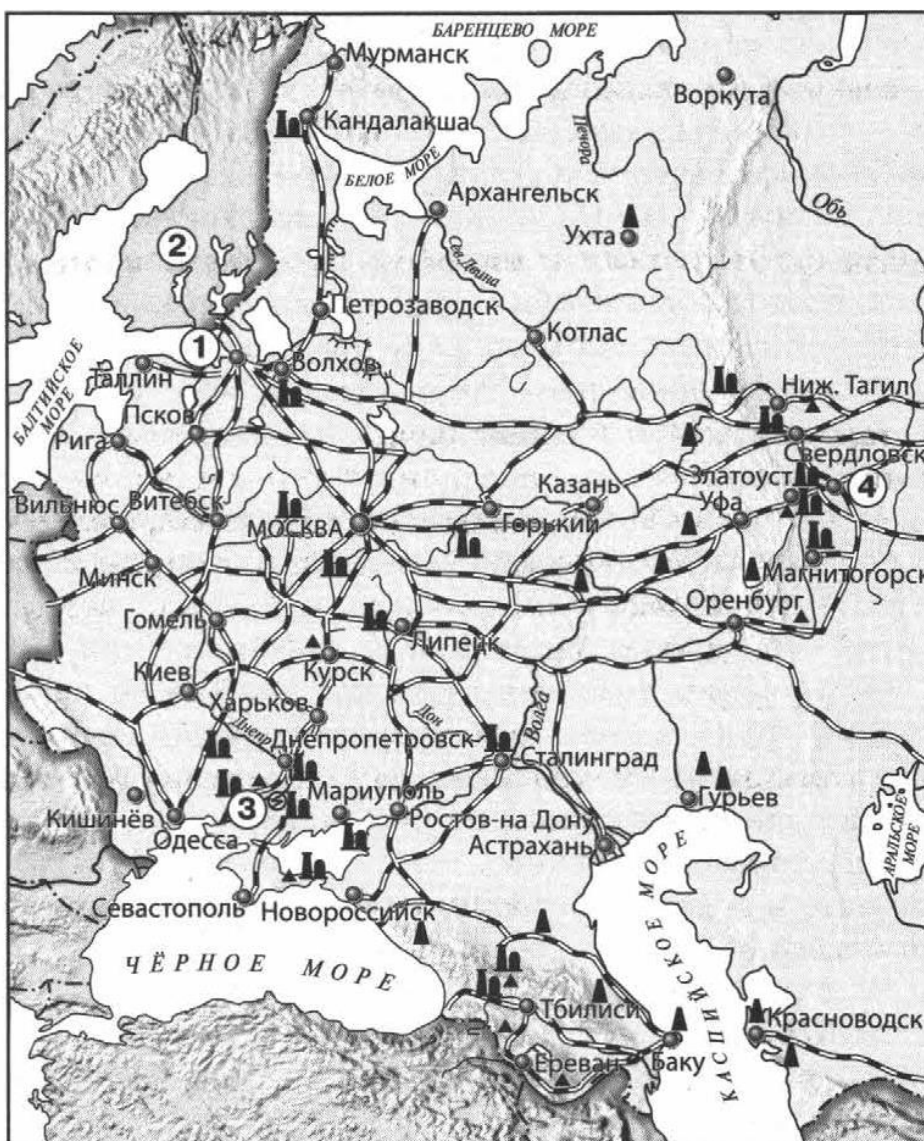 БАРЕНЦЕВО МОРЕ
Мурманск
Воркута
Кандалакша
Печора
БЕЛОЕ МОРЕ
Архангельск
Обь
Ухта
2
Сев. Двина
Петрозаводск
Котлас
1
Волхов
Таллин
БАЛТИЙСКОЕ
МОРЕ
Ниж. Тагил
Псков
Рига
Свердловск
Златоуст
4
Казань
Вильнюс
Витебск
Уфа
МОСКВА
Горький
Минск
Магнитогорск
Оренбург
Гомель
Липецк
Киев
Курск
Волга
Харьков
Дон
Днепр
Днепропетровск
Сталинград
3
Мариуполь
Гурьев
Кишинёв
Ростов-на Дону
Одесса
Астрахань
АРАЛЬСКОЕ
МОРЕ
Севастополь
Новороссийск
ЧЁРНОЕ МОРЕ
КАСПИЙСКОЕ МОРЕ
Тбилиси
Красноводск
Ереван
Баку